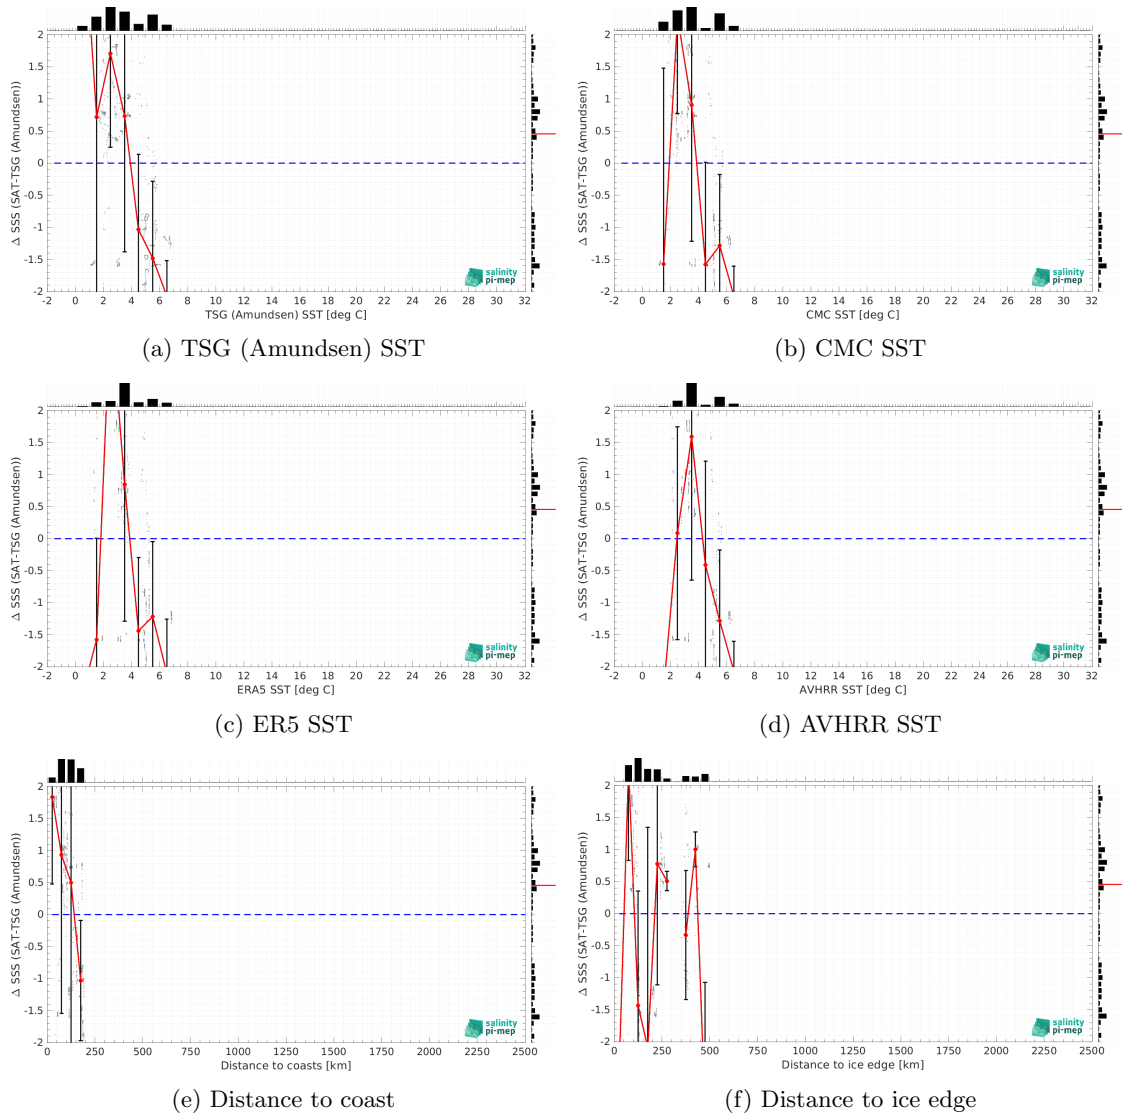 2
1.5
1
0.5
0
-0.5
-1
-1.5
-2
Δ SSS (SAT-TSG (Amundsen))
-2 0 2 4 6 8 10 12 14 16 18 20 22 24 26 28 30 32
TSG (Amundsen) SST [deg C]
salinity
pi-mep
(a) TSG (Amundsen) SST
2
1.5
1
0.5
0
-0.5
-1
-1.5
-2
Δ SSS (SAT-TSG (Amundsen))
-2 0 2 4 6 8 10 12 14 16 18 20 22 24 26 28 30 32
CMC SST [deg C]
salinity
pi-mep
(b) CMC SST
2
1.5
1
0.5
0
-0.5
-1
-1.5
-2
Δ SSS (SAT-TSG (Amundsen))
-2 0 2 4 6 8 10 12 14 16 18 20 22 24 26 28 30 32
ERA5 SST [deg C]
salinity
pi-mep
(c) ER5 SST
2
1.5
1
0.5
0
-0.5
-1
-1.5
-2
Δ SSS (SAT-TSG (Amundsen))
-2 0 2 4 6 8 10 12 14 16 18 20 22 24 26 28 30 32
AVHRR SST [deg C]
salinity
pi-mep
(d) AVHRR SST
2
1.5
1
0.5
0
-0.5
-1
-1.5
-2
Δ SSS (SAT-TSG (Amundsen))
0 250 500 750 1000 1250 1500 1750 2000 2250 2500
Distance to coasts [km]
salinity
pi-mep
(e) Distance to coast
2
1.5
1
0.5
0
-0.5
-1
-1.5
-2
Δ SSS (SAT-TSG (Amundsen))
0 250 500 750 1000 1250 1500 1750 2000 2250 2500
Distance to ice edge [km]
salinity
pi-mep
(f) Distance to ice edge